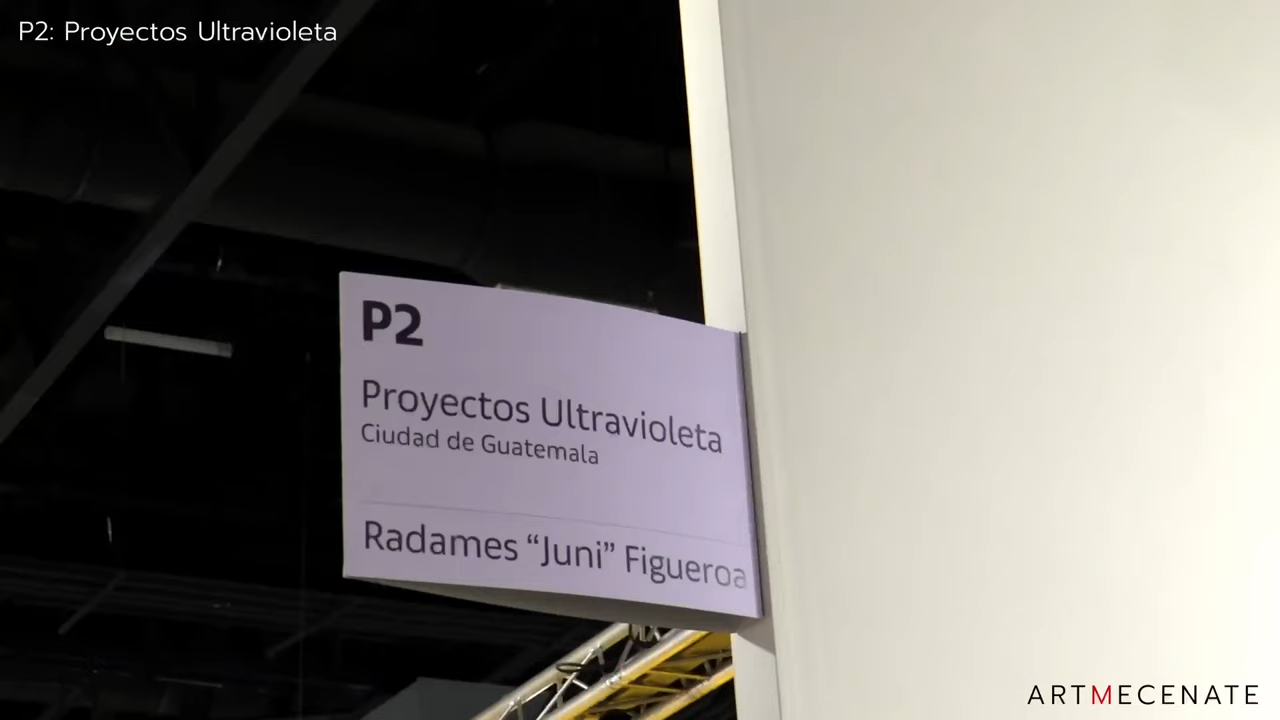 P2: Proyectos Ultravioleta
P2
Proyectos Ultravioleta
Ciudad de Guatemala
Radames “Juni” Figueroa
ARTMECENATE